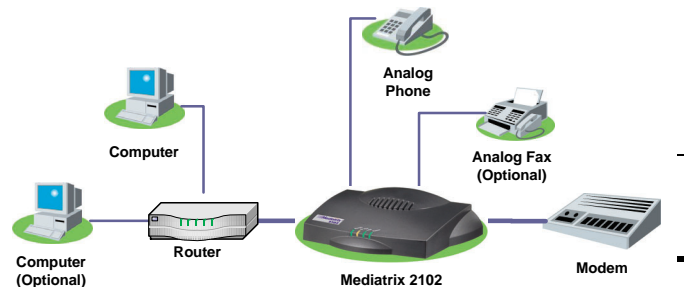 Analog
Phone
Computer
Analog Fax
(Optional)
Computer
(Optional)
Router
Mediatrix 2102
Modem